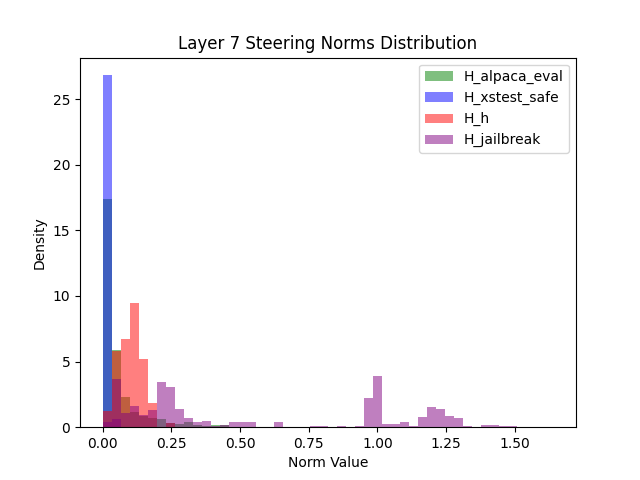 Layer 7 Steering Norms Distribution
H_alpaca_eval
H_xstest_safe
H_h
H_jailbreak
Density
25
20
15
10
5
0
0.00 0.25 0.50 0.75 1.00 1.25 1.50
Norm Value